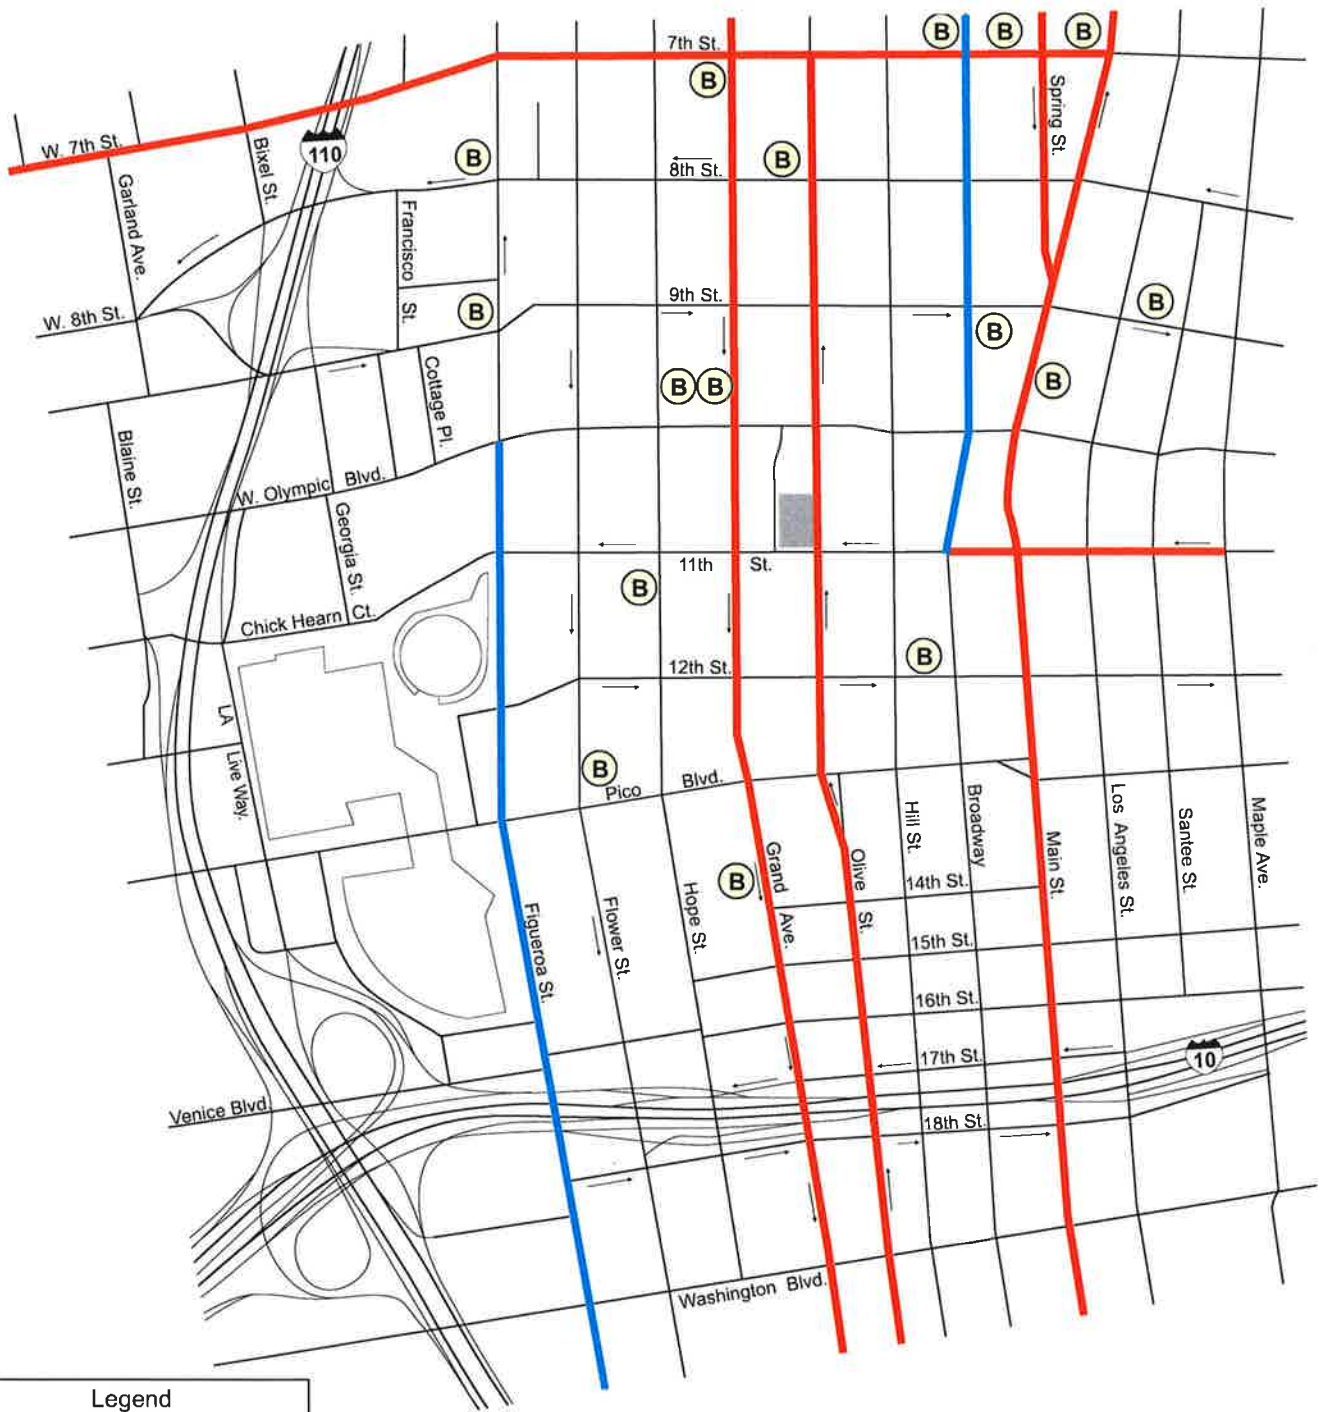 B
B
B
7th St.
B
Spring St.
W. 7th St.
110
Bixel St.
B
B
8th St.
Garland Ave.
Francisco St.
9th St.
B
B
W. 8th St.
B
Cottage Pl.
B
B
B
Blaine St.
W. Olympic Blvd.
Georgia St.
11th St.
B
Chick Hearn Ct.
B
12th St.
LA Live Way.
B
Pico Blvd.
Hill St.
Broadway
Main St.
Los Angeles St.
Santee St.
Maple Ave.
B
Grand Ave.
Olive St.
14th St.
Figueroa St.
Flower St.
Hope St.
15th St.
16th St.
17th St.
10
Venice Blvd.
18th St.
Washington Blvd.
Legend